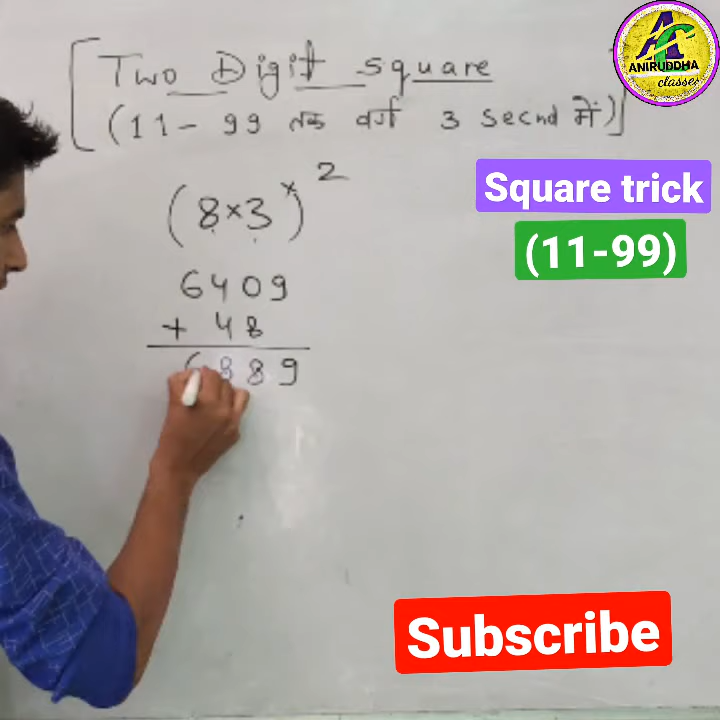 [Two Digit square
(11 - 99 तक वर्ग 3 Secnd में)]
(8×3^×)^2
6409
+ 48
6889
ANIRUDDHA
classes
Square trick
(11-99)
Subscribe